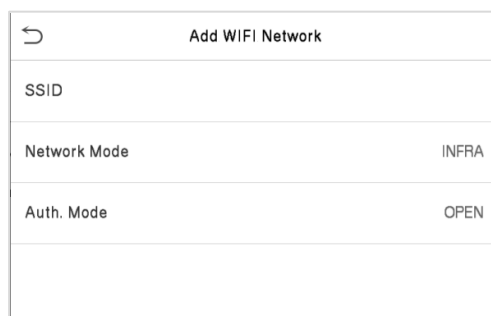 Add WIFI Network
SSID
Network Mode INFRA
Auth. Mode OPEN